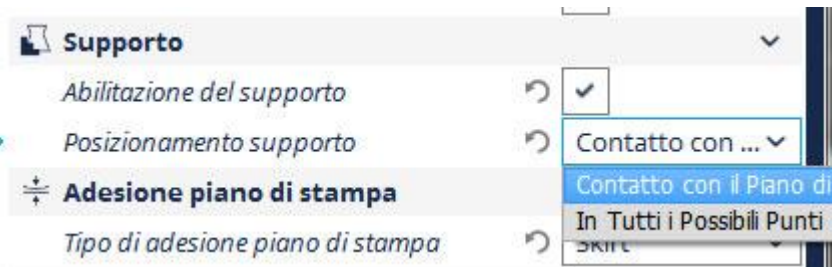 Supporto
Abilitazione del supporto
Posizionamento supporto Contatto con ...
Contatto con il Piano di
Adesione piano di stampa
In Tutti i Possibili Punti
Tipo di adesione piano di stampa Skirt